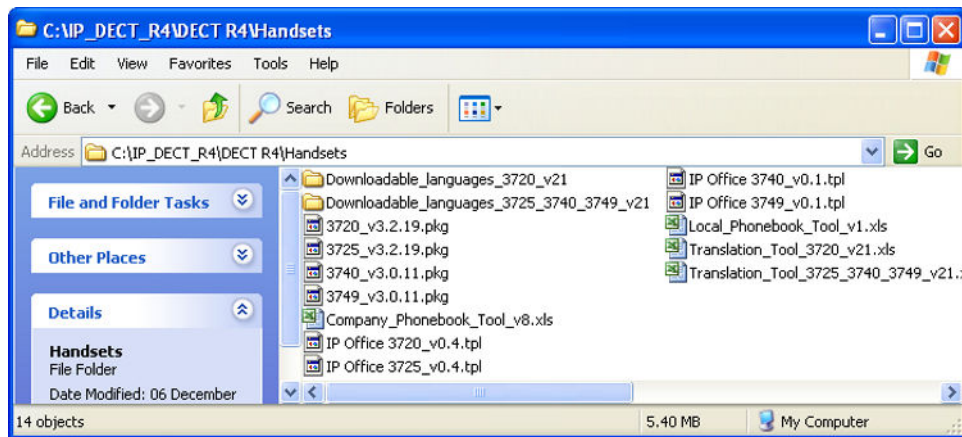 C:\IP_DECT_R4\DECT R4\Handsets
File Edit View Favorites Tools Help
Back Search Folders
Address C:\IP_DECT_R4\DECT R4\Handsets Go
File and Folder Tasks
Other Places
Details
Handsets
File Folder
Date Modified: 06 December
Downloadable_languages_3720_v21
Downloadable_languages_3725_3740_3749_v21
3720_v3.2.19.pkg
3725_v3.2.19.pkg
3740_v3.0.11.pkg
3749_v3.0.11.pkg
Company_Phonebook_Tool_v8.xls
IP Office 3720_v0.4.tpl
IP Office 3725_v0.4.tpl
IP Office 3740_v0.1.tpl
IP Office 3749_v0.1.tpl
Local_Phonebook_Tool_v1.xls
Translation_Tool_3720_v21.xls
Translation_Tool_3725_3740_3749_v21.
14 objects 5.40 MB My Computer